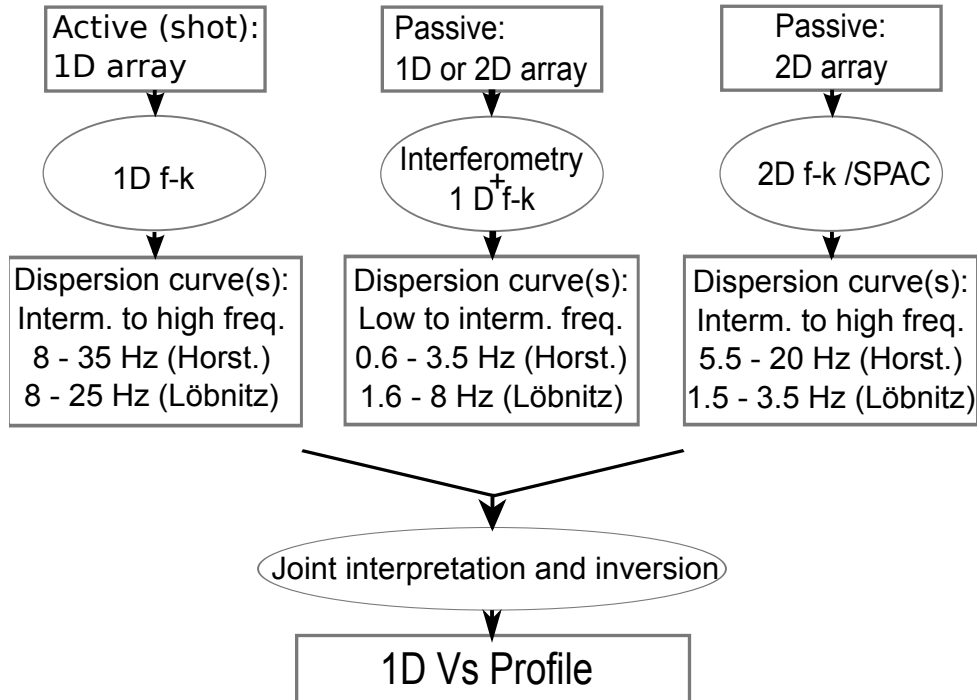 Active (shot):
1D array
1D f-k
Dispersion curve(s):
Interm. to high freq.
8 - 35 Hz (Horst.)
8 - 25 Hz (Löbnitz)
Passive:
1D or 2D array
Interferometry
+
1 D f-k
Dispersion curve(s):
Low to interm. freq.
0.6 - 3.5 Hz (Horst.)
1.6 - 8 Hz (Löbnitz)
Passive:
2D array
2D f-k /SPAC
Dispersion curve(s):
Interm. to high freq.
5.5 - 20 Hz (Horst.)
1.5 - 3.5 Hz (Löbnitz)
Joint interpretation and inversion
1D Vs Profile